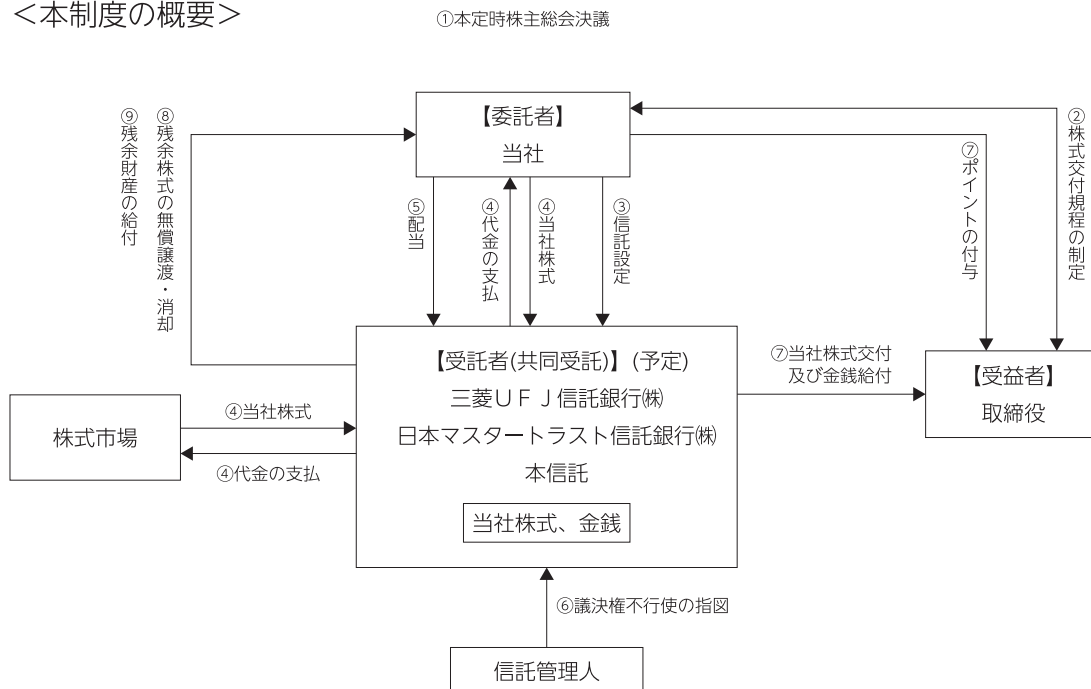 ＜本制度の概要＞
①本定時株主総会決議
【委託者】
当社
⑨残余財産の給付
⑧残余株式の無償譲渡・消却
⑤配当
④代金の支払
④当社株式
③信託設定
⑦ポイントの付与
②株式交付規程の制定
【受託者(共同受託)】(予定)
三菱ＵＦＪ信託銀行㈱
日本マスタートラスト信託銀行㈱
本信託
当社株式、金銭
株式市場
④当社株式
④代金の支払
⑦当社株式交付
及び金銭給付
【受益者】
取締役
⑥議決権不行使の指図
信託管理人